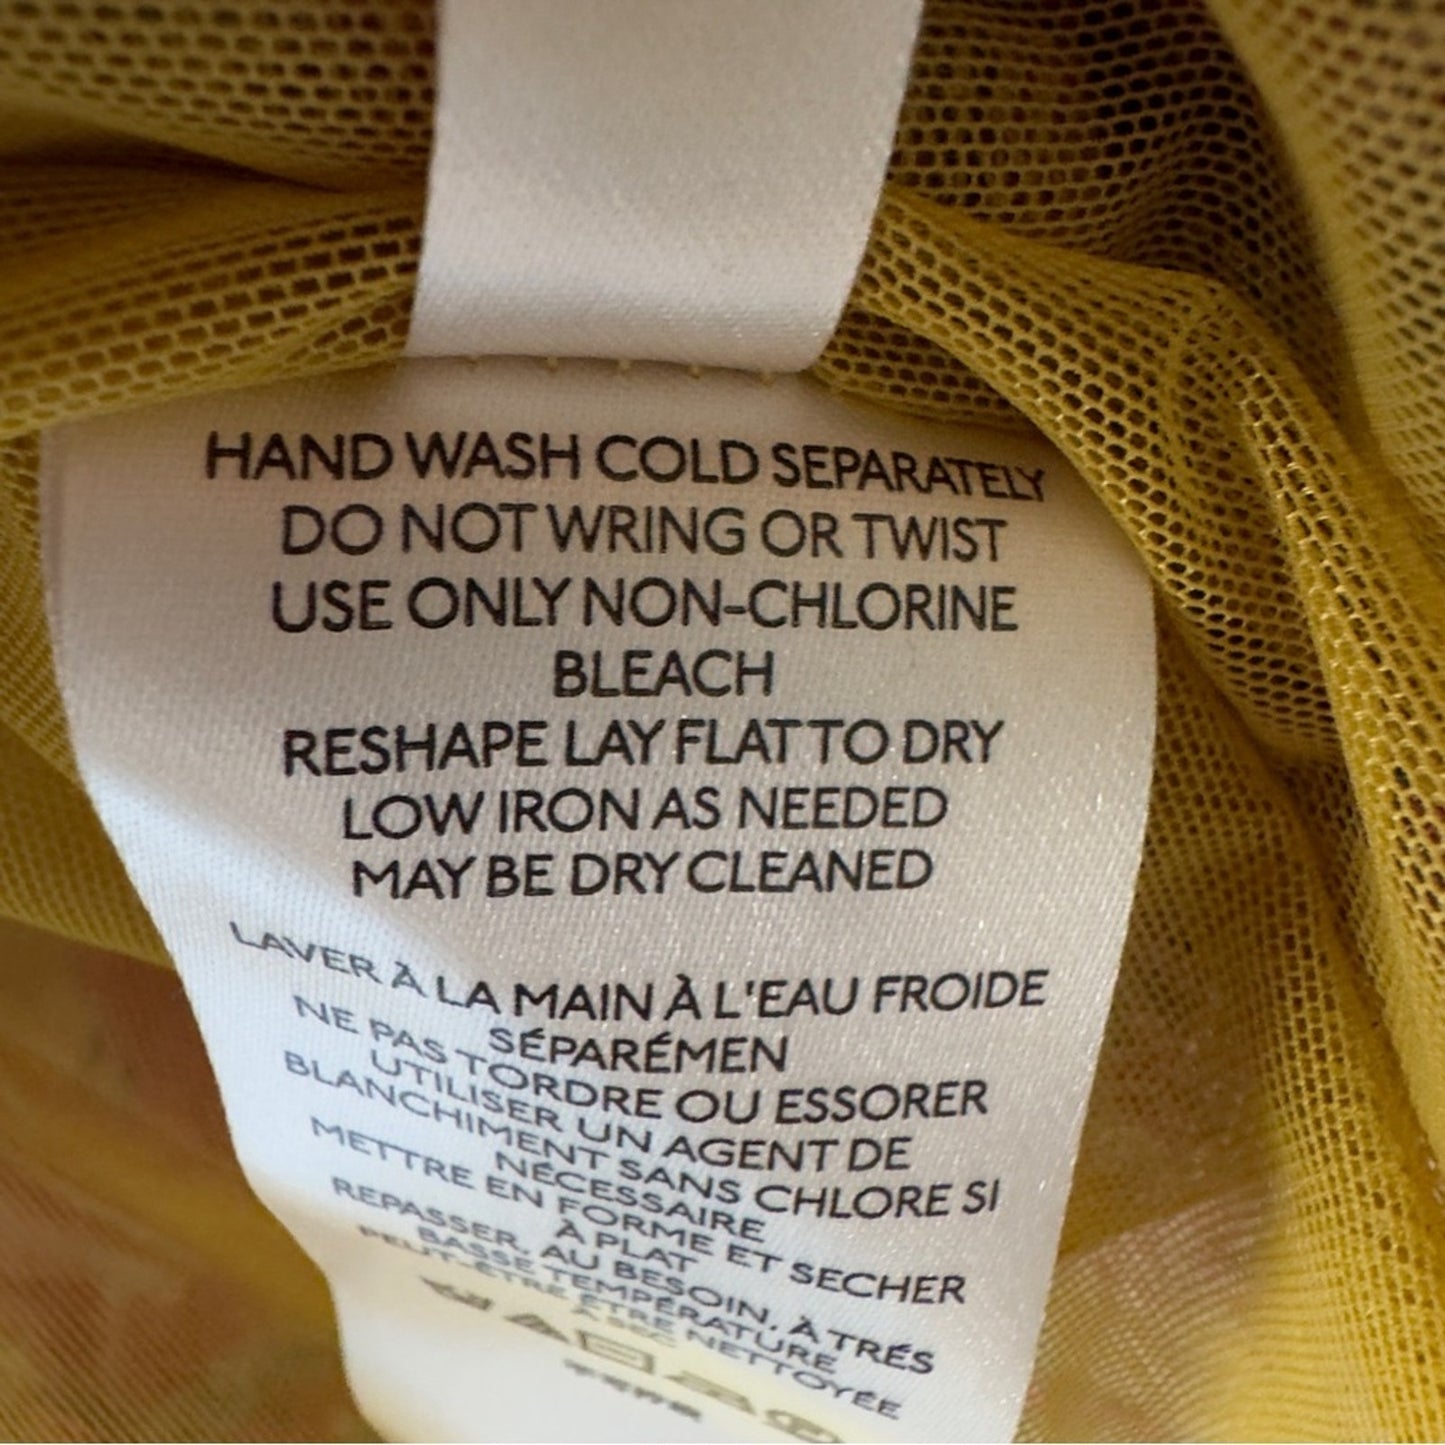 HAND WASH COLD SEPARATELY
DO NOT WRING OR TWIST
USE ONLY NON-CHLORINE
BLEACH
RESHAPE LAY FLAT TO DRY
LOW IRON AS NEEDED
MAY BE DRY CLEANED
LAVER À LA MAIN À L'EAU FROIDE
SÉPARÉMEN
NE PAS TORDRE OU ESSORER
UTILISER UN AGENT DE
BLANCHIMENT SANS CHLORE SI
NÉCESSAIRE
METTRE EN FORME ET SECHER
À PLAT
REPASSER, AU BESOIN, À TRÉS
BASSE TEMPÉRATURE
PEUT-ÊTRE ÊTRE NETTOYÉE
À SEC